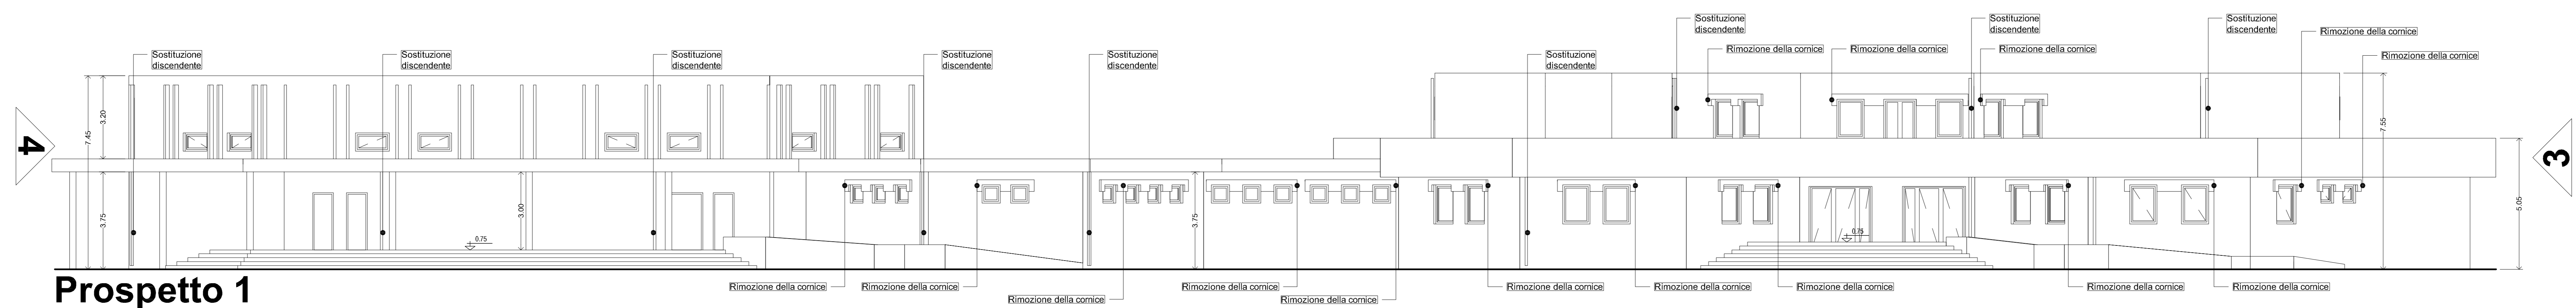 Sostituzione
discendente
Sostituzione
discendente
Sostituzione
discendente
Rimozione della cornice
Rimozione della cornice
Rimozione della cornice
Rimozione della cornice
Rimozione della cornice
Sostituzione
discendente
Sostituzione
discendente
Sostituzione
discendente
Sostituzione
discendente
Sostituzione
discendente
Sostituzione
discendente
4
7.45
3.20
3.75
3.00
0.75
3.75
0.75
7.55
5.05
3
Prospetto 1
Rimozione della cornice
Rimozione della cornice
Rimozione della cornice
Rimozione della cornice
Rimozione della cornice
Rimozione della cornice
Rimozione della cornice
Rimozione della cornice
Rimozione della cornice
Rimozione della cornice